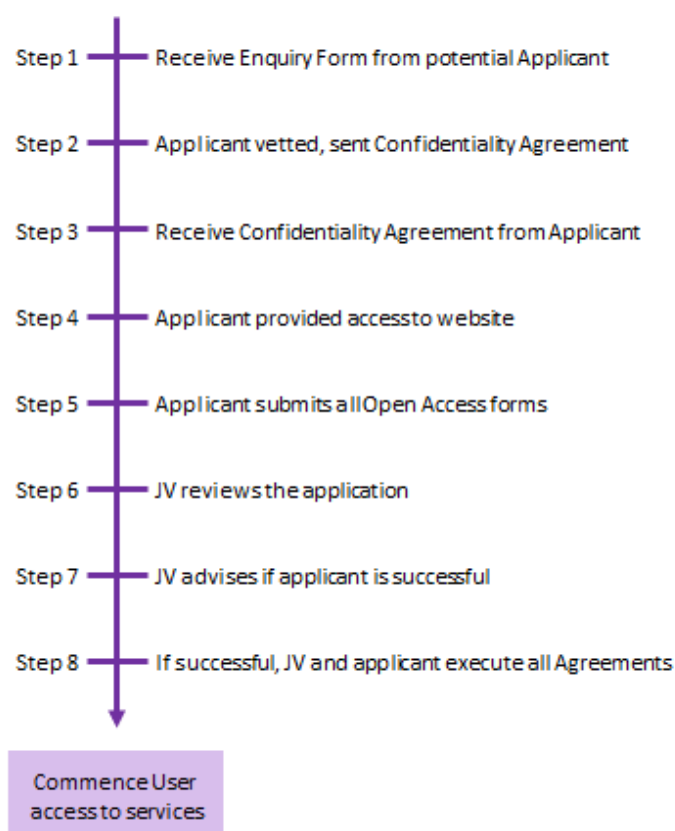 Step 1 Receive Enquiry Form from potential Applicant
Step 2 Applicant vetted, sent Confidentiality Agreement
Step 3 Receive Confidentiality Agreement from Applicant
Step 4 Applicant provided access to website
Step 5 Applicant submits all Open Access forms
Step 6 JV reviews the application
Step 7 JV advises if applicant is successful
Step 8 If successful, JV and applicant execute all Agreements
Commence User
access to services